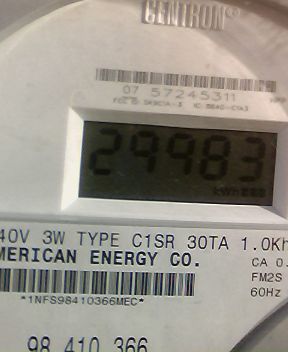 CENTRON®
07 57245311
29983
kWh
40V 3W TYPE C1SR 30TA 1.0Kh
MERICAN ENERGY CO.
CA 0.
FM2S
60Hz
*1NFS98410366MEC*
98 410 366